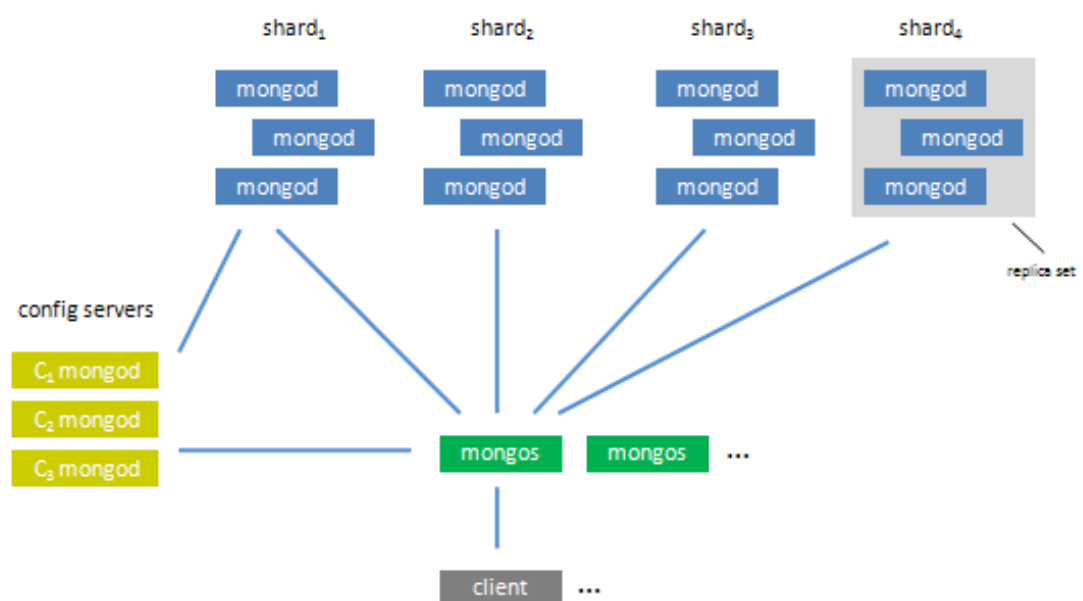 shard₁ shard₂ shard₃ shard₄
mongod mongod mongod mongod
mongod mongod mongod mongod
mongod mongod mongod mongod
replica set
config servers
C₁ mongod
C₂ mongod
C₃ mongod
mongos mongos ...
client ...